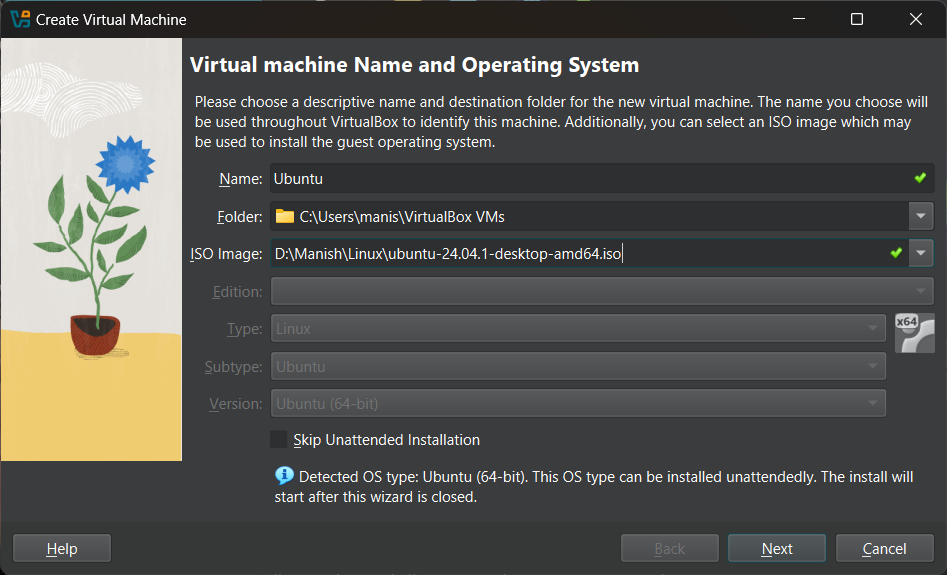 Create Virtual Machine
Virtual machine Name and Operating System
Please choose a descriptive name and destination folder for the new virtual machine. The name you choose will
be used throughout VirtualBox to identify this machine. Additionally, you can select an ISO image which may
be used to install the guest operating system.
Name: Ubuntu
Folder: C:\Users\manis\VirtualBox VMs
ISO Image: D:\Manish\Linux\ubuntu-24.04.1-desktop-amd64.iso
Edition:
Type: Linux
x64
Subtype: Ubuntu
Version: Ubuntu (64-bit)
Skip Unattended Installation
Detected OS type: Ubuntu (64-bit). This OS type can be installed unattendedly. The install will
start after this wizard is closed.
Help Back Next Cancel